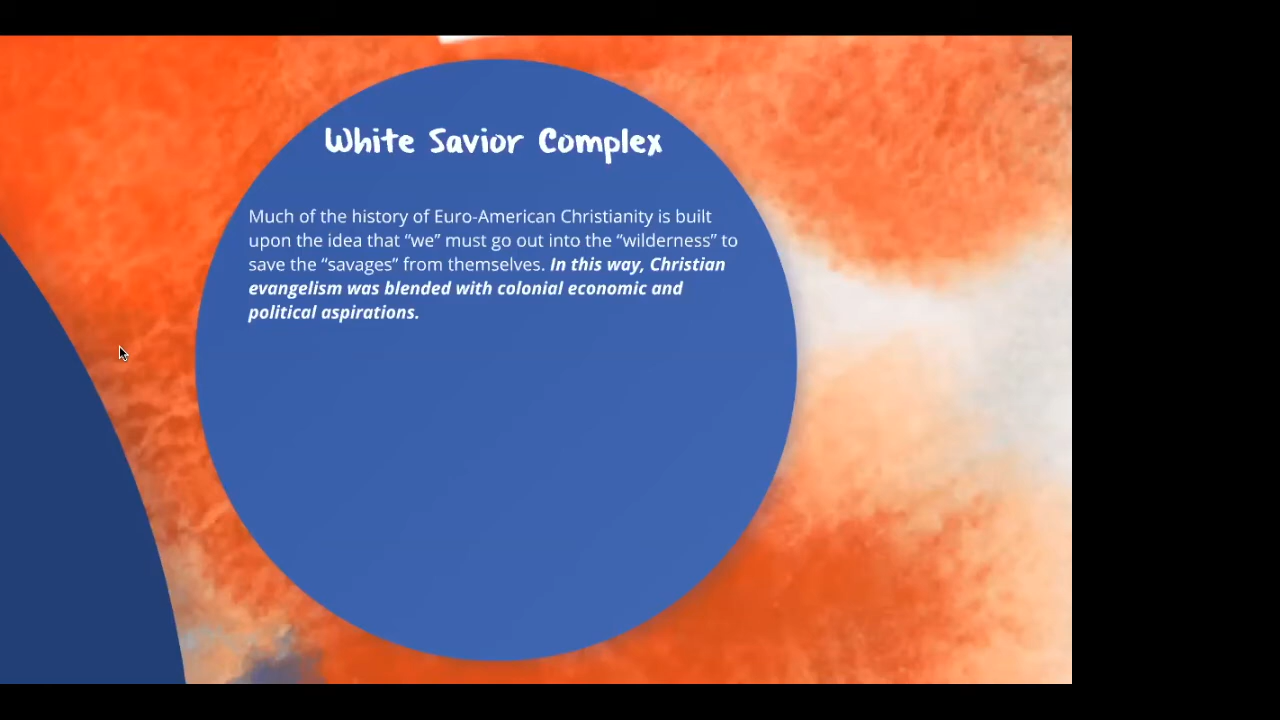 White Savior Complex
Much of the history of Euro-American Christianity is built
upon the idea that “we” must go out into the “wilderness” to
save the “savages” from themselves. In this way, Christian
evangelism was blended with colonial economic and
political aspirations.